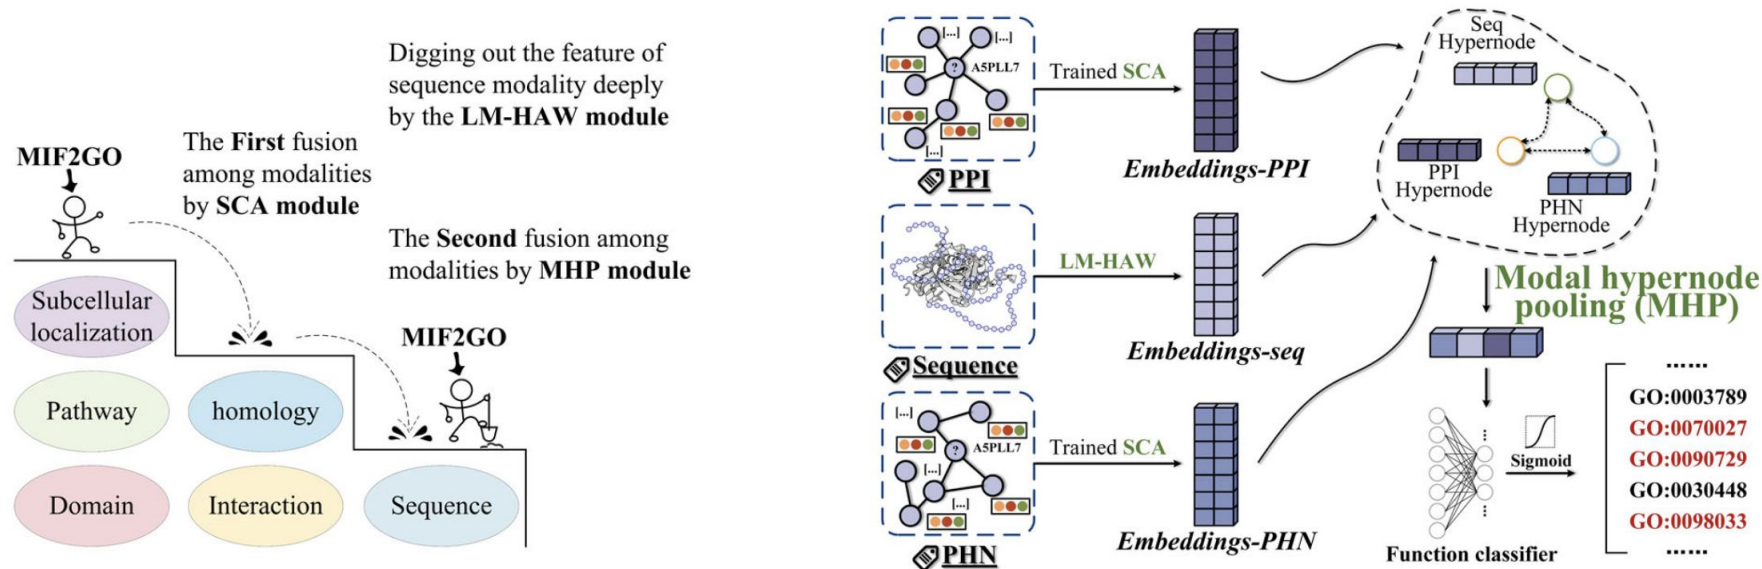 MIF2GO
The First fusion
among modalities
by SCA module
Digging out the feature of
sequence modality deeply
by the LM-HAW module
The Second fusion among
modalities by MHP module
MIF2GO
Subcellular
localization
Pathway
homology
Domain
Interaction
Sequence
[...]
[...]
?
A5PLL7
[...]
PPI
Trained SCA
Embeddings-PPI
Sequence
LM-HAW
Embeddings-seq
[...]
?
A5PLL7
[...]
[...]
PHN
Trained SCA
Embeddings-PHN
Seq
Hypernode
PPI
Hypernode
PHN
Hypernode
Modal hypernode
pooling (MHP)
Function classifier
Sigmoid
······
GO:0003789
GO:0070027
GO:0090729
GO:0030448
GO:0098033
······